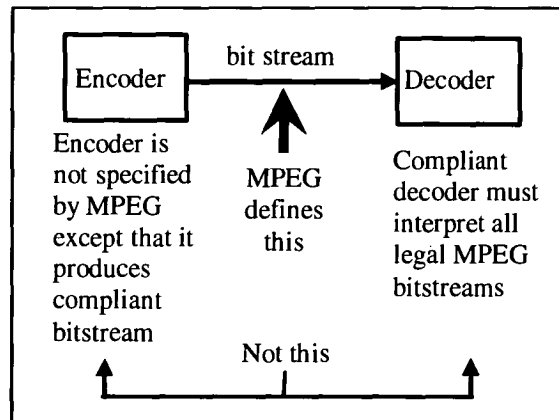 bit stream
Encoder
Decoder
Encoder is
not specified
by MPEG
except that it
produces
compliant
bitstream
MPEG
defines
this
Compliant
decoder must
interpret all
legal MPEG
bitstreams
Not this